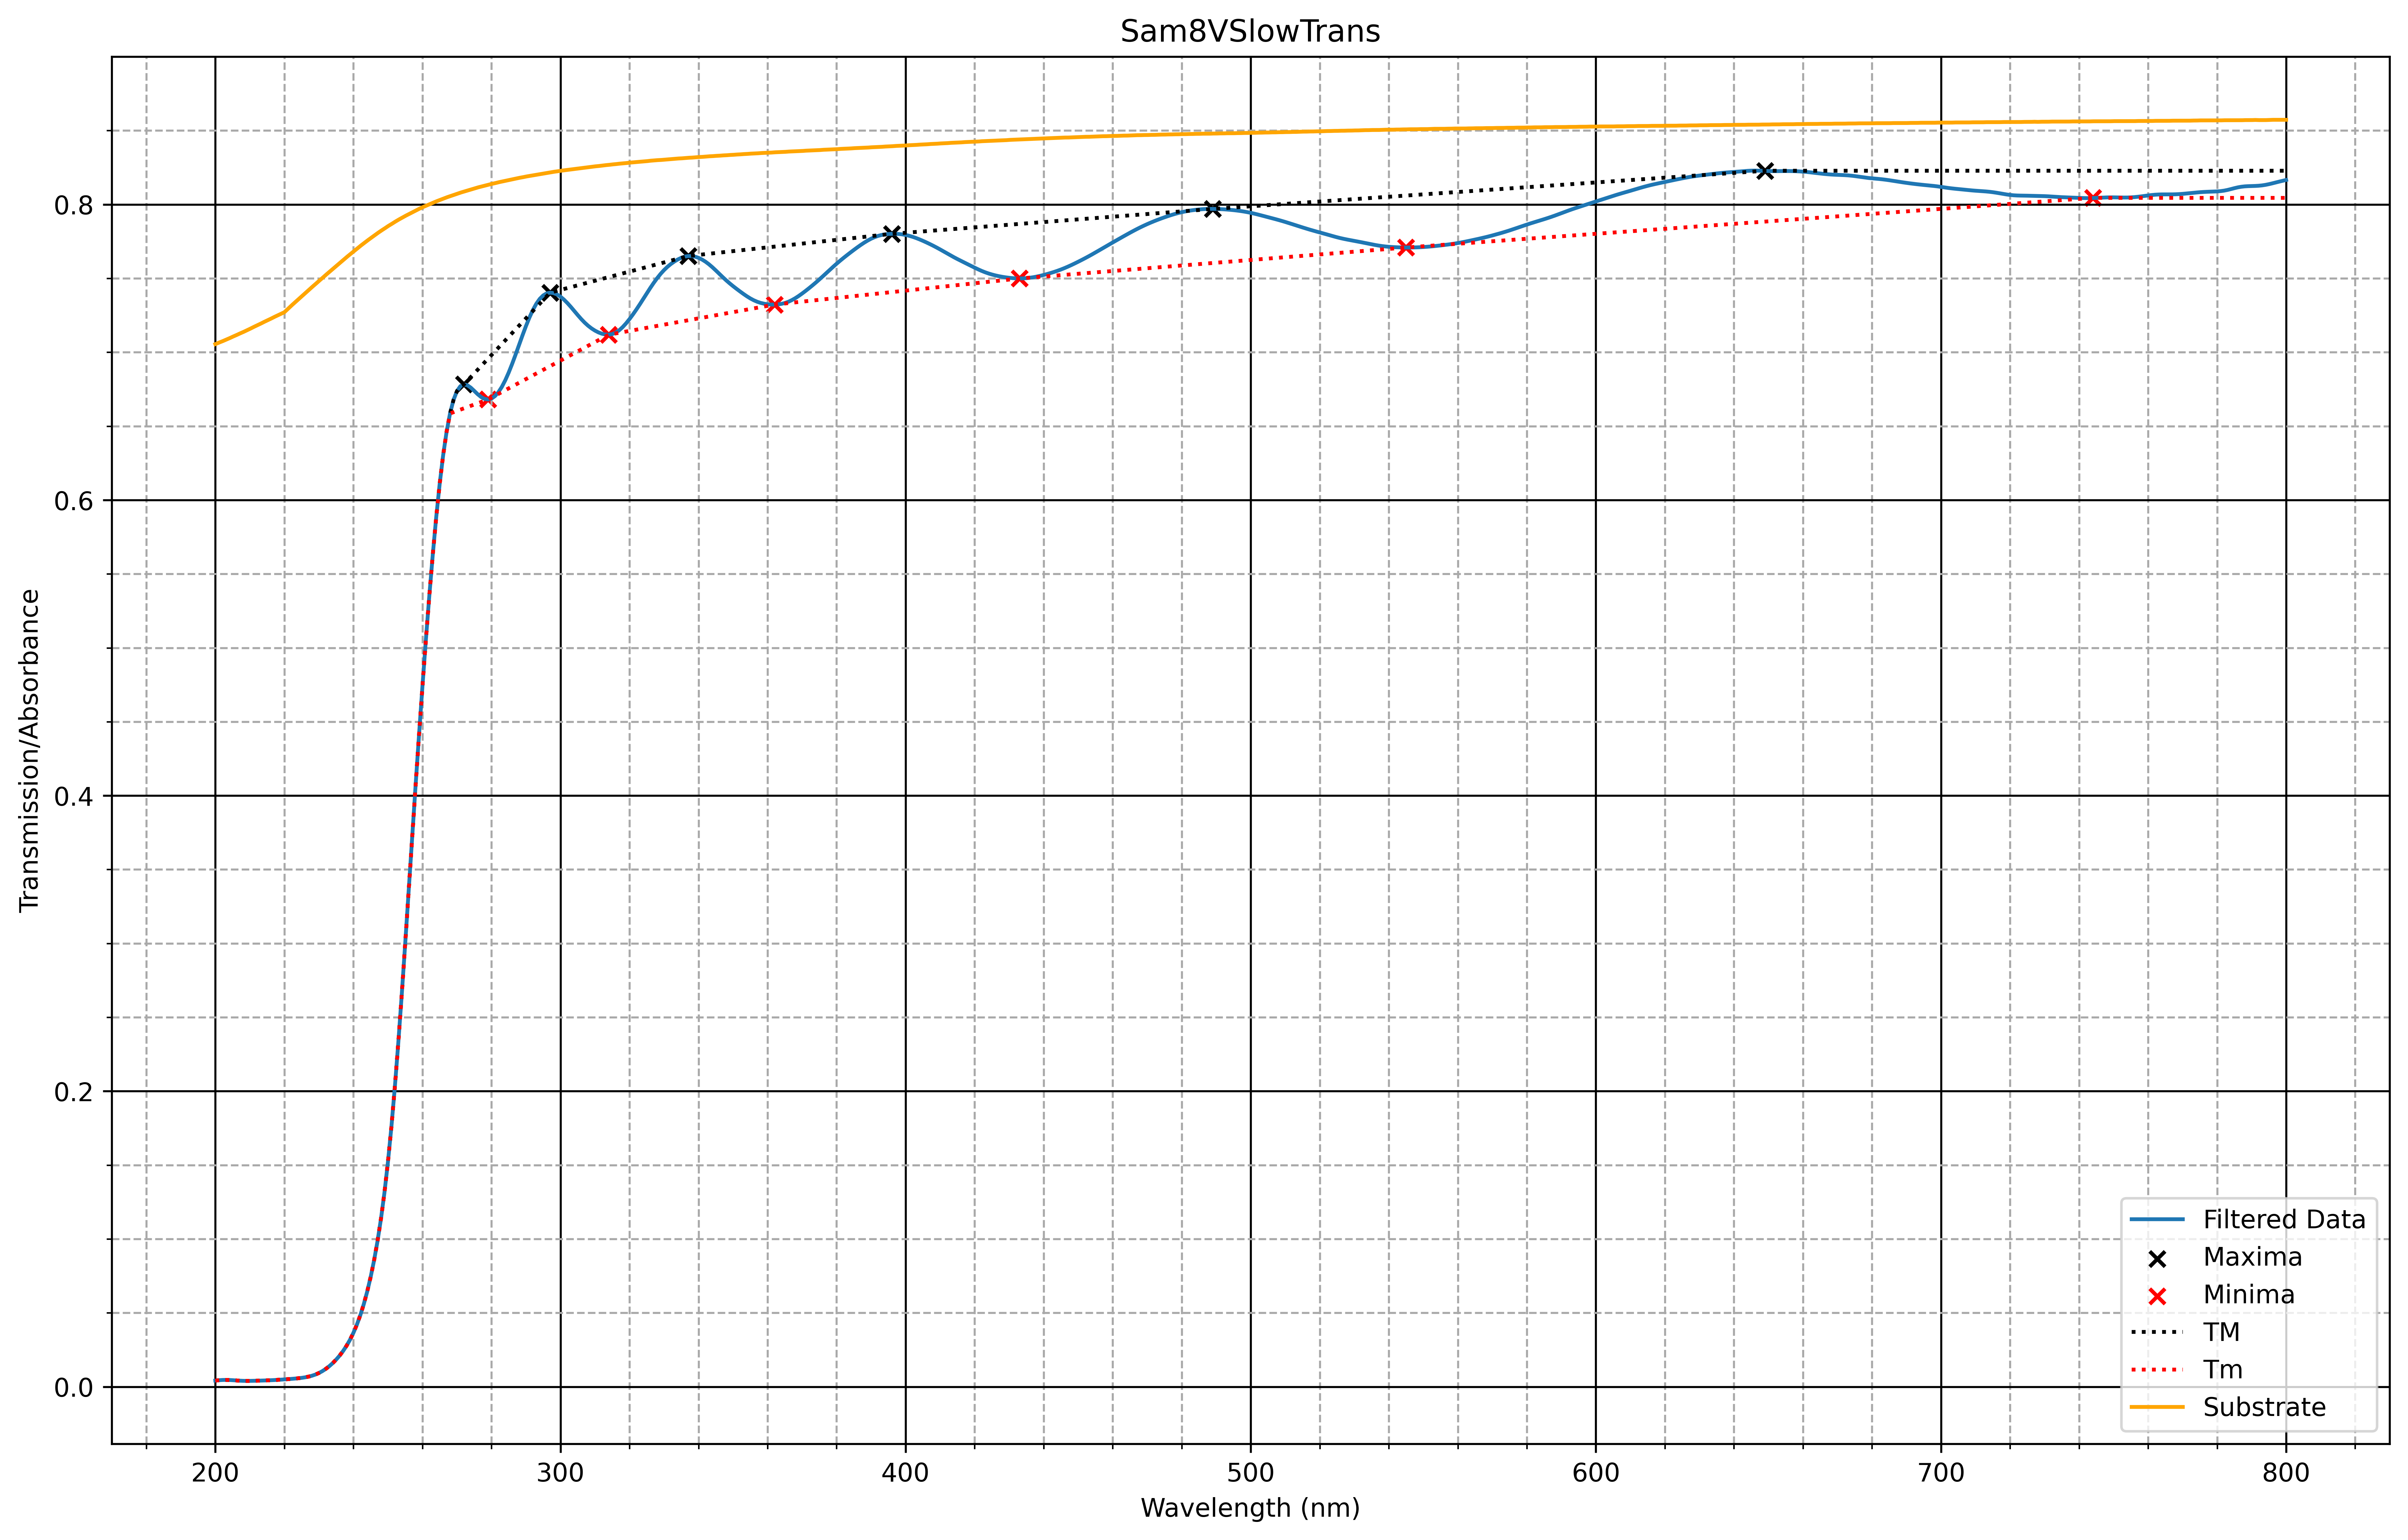 Sam8VSlowTrans
Transmission/Absorbance
0.8
0.6
0.4
0.2
0.0
200 300 400 500 600 700 800
Wavelength (nm)
Filtered Data
Maxima
Minima
TM
Tm
Substrate